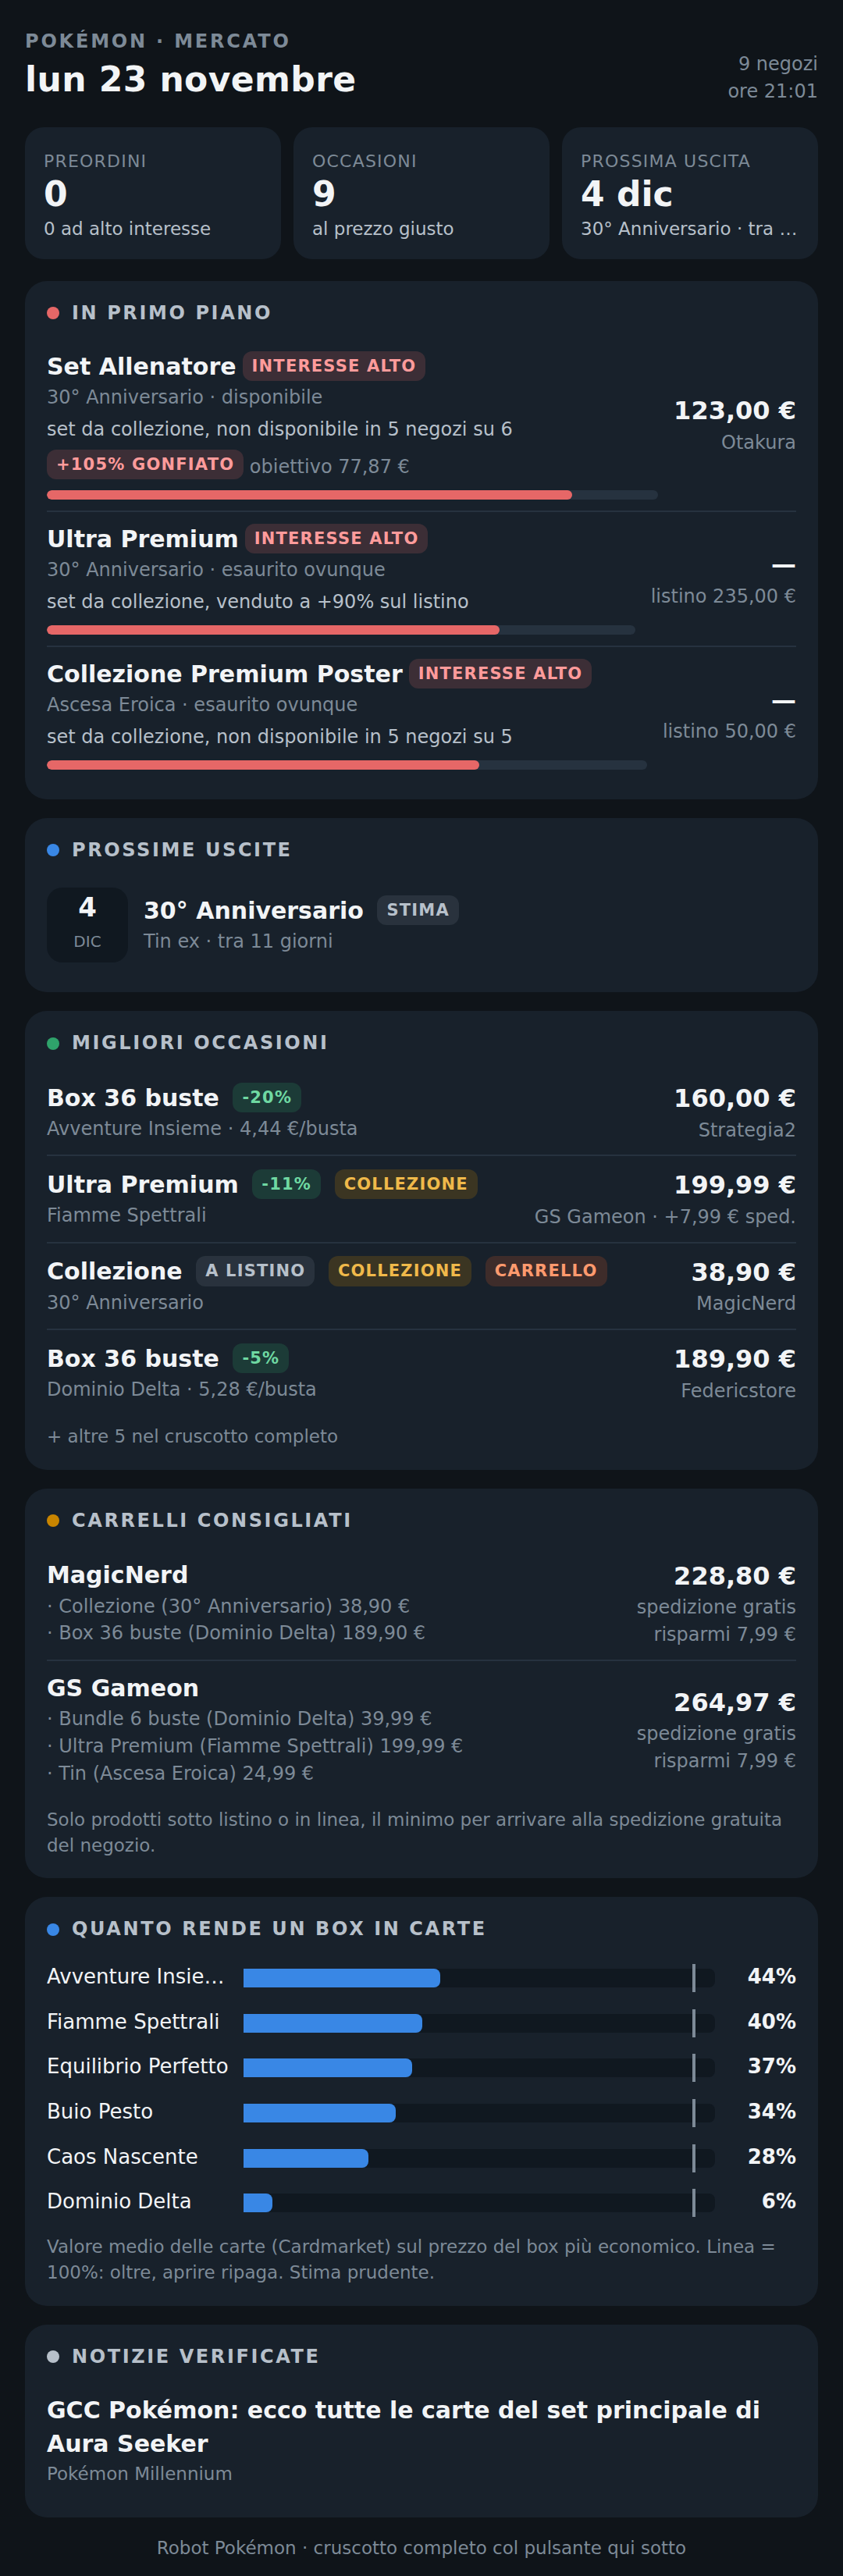 POKÉMON · MERCATO
lun 23 novembre
9 negozi
ore 21:01
PREORDINI
0
0 ad alto interesse
OCCASIONI
9
al prezzo giusto
PROSSIMA USCITA
4 dic
30° Anniversario · tra …
IN PRIMO PIANO
Set Allenatore INTERESSE ALTO
30° Anniversario · disponibile
set da collezione, non disponibile in 5 negozi su 6
+105% GONFIATO obiettivo 77,87 €
123,00 €
Otakura
Ultra Premium INTERESSE ALTO
30° Anniversario · esaurito ovunque
set da collezione, venduto a +90% sul listino
—
listino 235,00 €
Collezione Premium Poster INTERESSE ALTO
Ascesa Eroica · esaurito ovunque
set da collezione, non disponibile in 5 negozi su 5
—
listino 50,00 €
PROSSIME USCITE
4
DIC
30° Anniversario STIMA
Tin ex · tra 11 giorni
MIGLIORI OCCASIONI
Box 36 buste -20%
Avventure Insieme · 4,44 €/busta
160,00 €
Strategia2
Ultra Premium -11% COLLEZIONE
Fiamme Spettrali
199,99 €
GS Gameon · +7,99 € sped.
Collezione A LISTINO COLLEZIONE CARRELLO
30° Anniversario
38,90 €
MagicNerd
Box 36 buste -5%
Dominio Delta · 5,28 €/busta
189,90 €
Federicstore
+ altre 5 nel cruscotto completo
CARRELLI CONSIGLIATI
MagicNerd
· Collezione (30° Anniversario) 38,90 €
· Box 36 buste (Dominio Delta) 189,90 €
228,80 €
spedizione gratis
risparmi 7,99 €
GS Gameon
· Bundle 6 buste (Dominio Delta) 39,99 €
· Ultra Premium (Fiamme Spettrali) 199,99 €
· Tin (Ascesa Eroica) 24,99 €
264,97 €
spedizione gratis
risparmi 7,99 €
Solo prodotti sotto listino o in linea, il minimo per arrivare alla spedizione gratuita
del negozio.
QUANTO RENDE UN BOX IN CARTE
Avventure Insie… 44%
Fiamme Spettrali 40%
Equilibrio Perfetto 37%
Buio Pesto 34%
Caos Nascente 28%
Dominio Delta 6%
Valore medio delle carte (Cardmarket) sul prezzo del box più economico. Linea =
100%: oltre, aprire ripaga. Stima prudente.
NOTIZIE VERIFICATE
GCC Pokémon: ecco tutte le carte del set principale di
Aura Seeker
Pokémon Millennium
Robot Pokémon · cruscotto completo col pulsante qui sotto